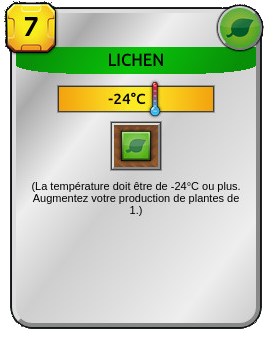 7
LICHEN
-24°C
(La température doit être de -24°C ou plus.
Augmentez votre production de plantes de
1.)